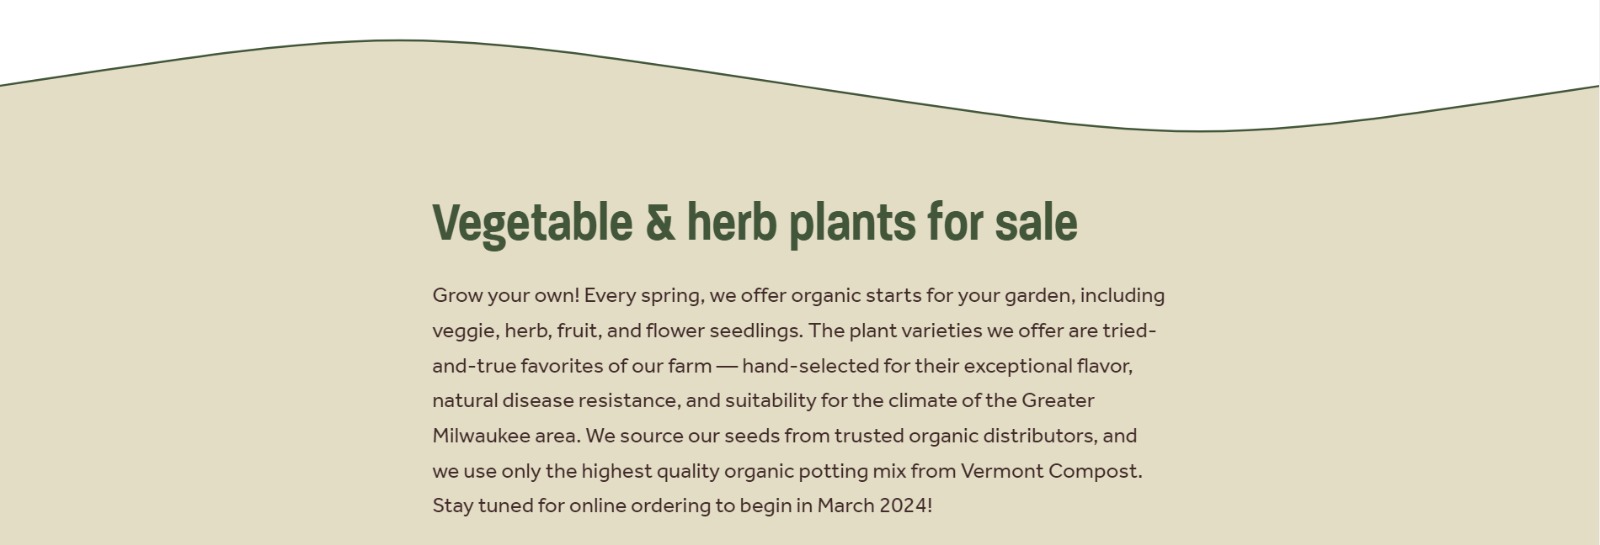 Vegetable & herb plants for sale
Grow your own! Every spring, we offer organic starts for your garden, including
veggie, herb, fruit, and flower seedlings. The plant varieties we offer are tried-
and-true favorites of our farm — hand-selected for their exceptional flavor,
natural disease resistance, and suitability for the climate of the Greater
Milwaukee area. We source our seeds from trusted organic distributors, and
we use only the highest quality organic potting mix from Vermont Compost.
Stay tuned for online ordering to begin in March 2024!